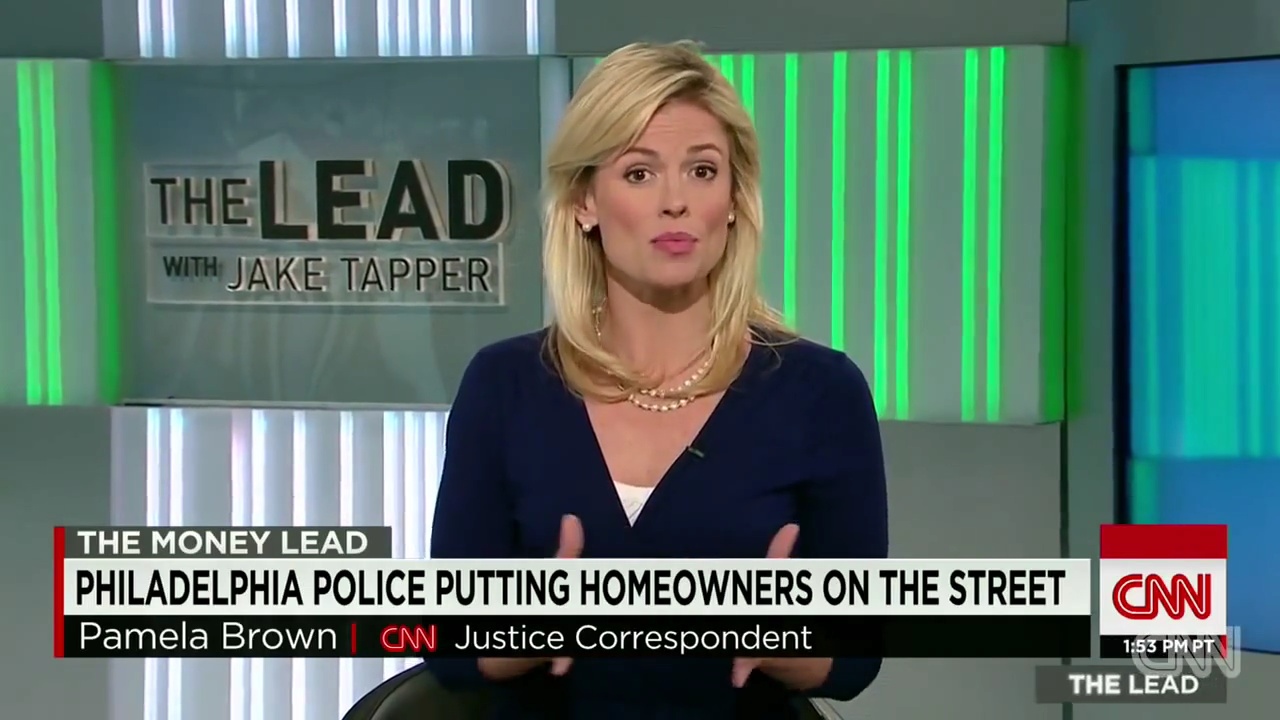 THE LEAD
WITH JAKE TAPPER
THE MONEY LEAD
PHILADELPHIA POLICE PUTTING HOMEOWNERS ON THE STREET
Pamela Brown | CNN Justice Correspondent
CNN
1:53 PM PT
CNN
THE LEAD